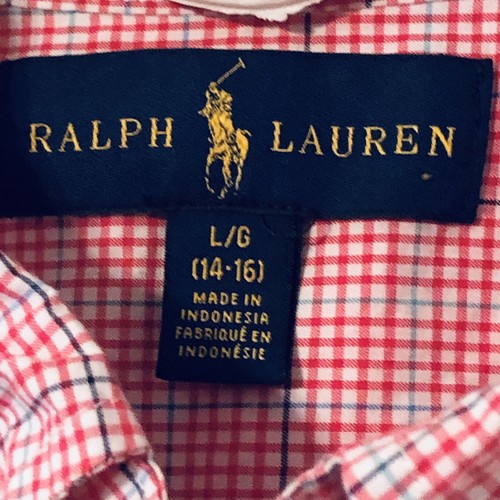 RALPH LAUREN
L/G
(14-16)
MADE IN
INDONESIA
FABRIQUÉ EN
INDONÉSIE